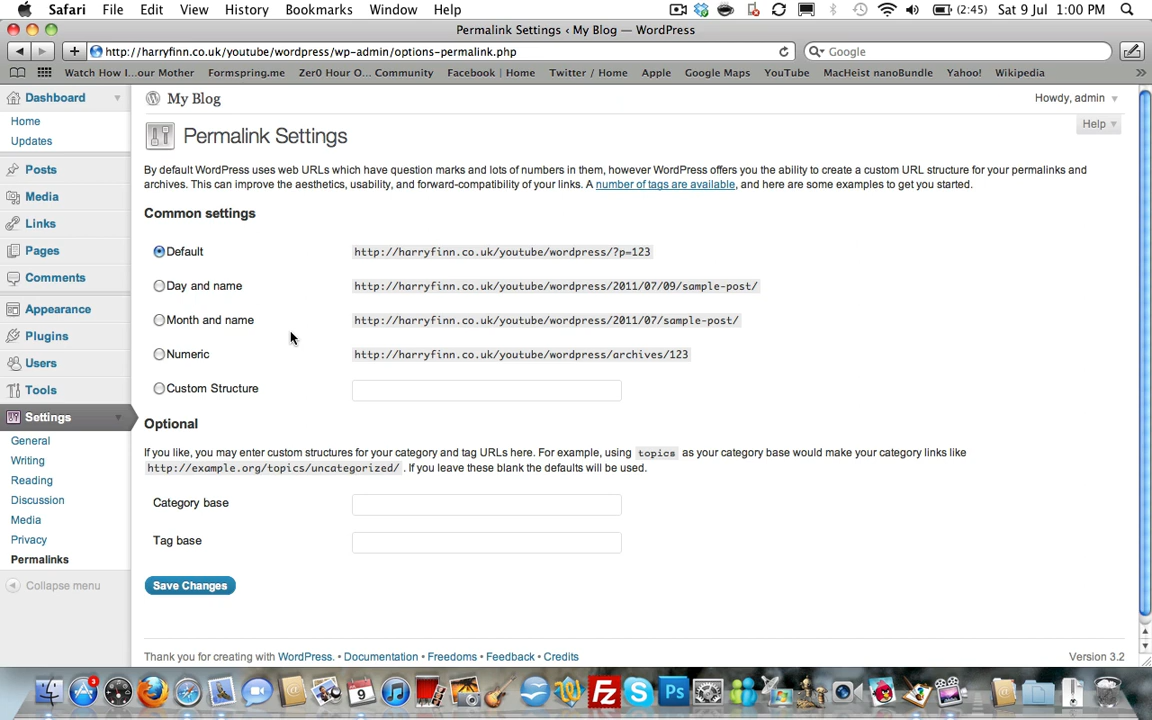 Safari File Edit View History Bookmarks Window Help (2:45) Sat 9 Jul 1:00 PM
Permalink Settings ‹ My Blog — WordPress
http://harryfinn.co.uk/youtube/wordpress/wp-admin/options-permalink.php Google
Watch How I...our Mother Formspring.me Zer0 Hour O... Community Facebook | Home Twitter / Home Apple Google Maps YouTube MacHeist nanoBundle Yahoo! Wikipedia
Dashboard
Home
Updates
Posts
Media
Links
Pages
Comments
Appearance
Plugins
Users
Tools
Settings
General
Writing
Reading
Discussion
Media
Privacy
Permalinks
Collapse menu
My Blog
Howdy, admin
Help
Permalink Settings
By default WordPress uses web URLs which have question marks and lots of numbers in them, however WordPress offers you the ability to create a custom URL structure for your permalinks and
archives. This can improve the aesthetics, usability, and forward-compatibility of your links. A number of tags are available, and here are some examples to get you started.
Common settings
Default http://harryfinn.co.uk/youtube/wordpress/?p=123
Day and name http://harryfinn.co.uk/youtube/wordpress/2011/07/09/sample-post/
Month and name http://harryfinn.co.uk/youtube/wordpress/2011/07/sample-post/
Numeric http://harryfinn.co.uk/youtube/wordpress/archives/123
Custom Structure
Optional
If you like, you may enter custom structures for your category and tag URLs here. For example, using topics as your category base would make your category links like
http://example.org/topics/uncategorized/ . If you leave these blank the defaults will be used.
Category base
Tag base
Save Changes
Thank you for creating with WordPress. • Documentation • Freedoms • Feedback • Credits
Version 3.2
3
9
Fz
S
Ps